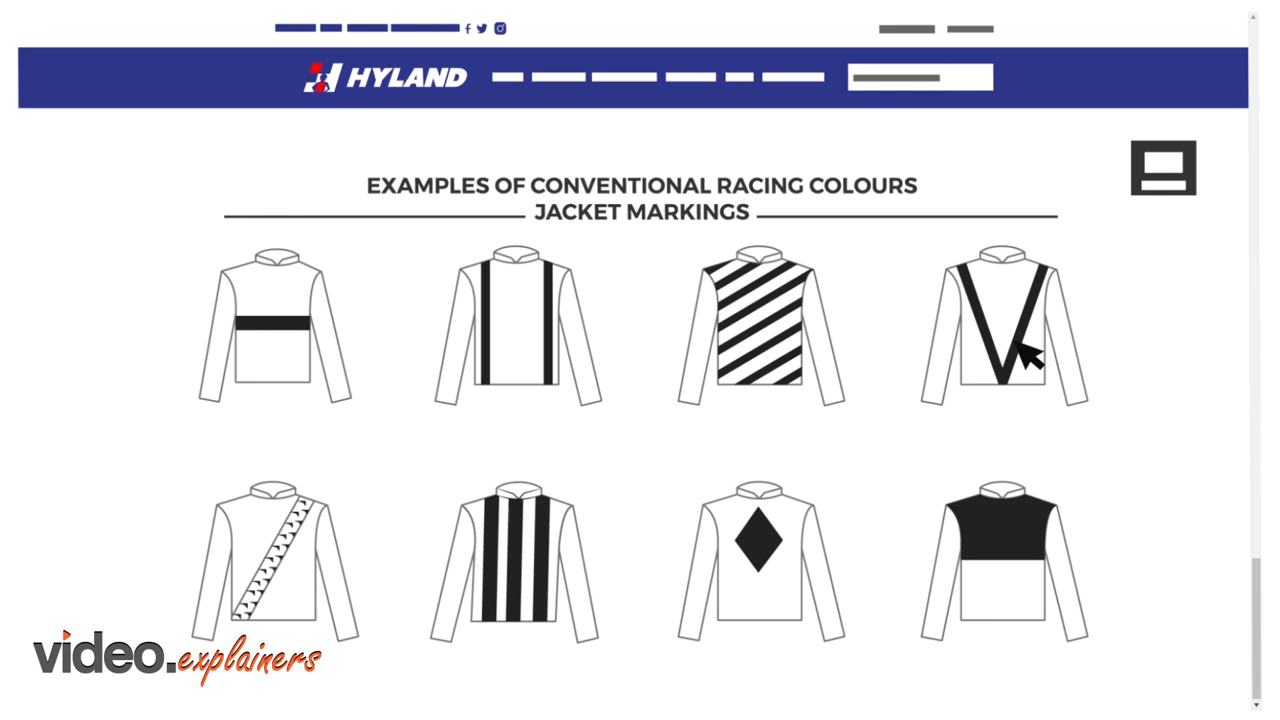 HYLAND
EXAMPLES OF CONVENTIONAL RACING COLOURS
JACKET MARKINGS
video.explainers